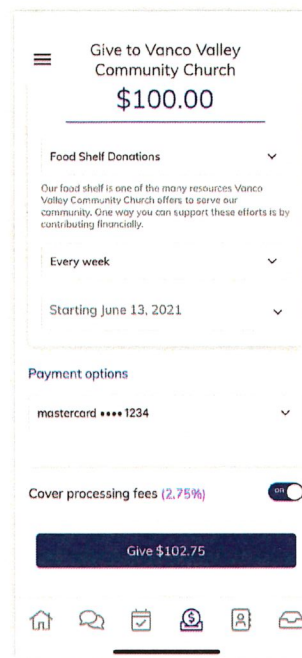 Give to Vanco Valley
Community Church
$100.00
Food Shelf Donations
Our food shelf is one of the many resources Vanco
Valley Community Church offers to serve our
community. One way you can support these efforts is by
contributing financially.
Every week
Starting June 13, 2021
Payment options
mastercard •••• 1234
Cover processing fees (2.75%)
on
Give $102.75